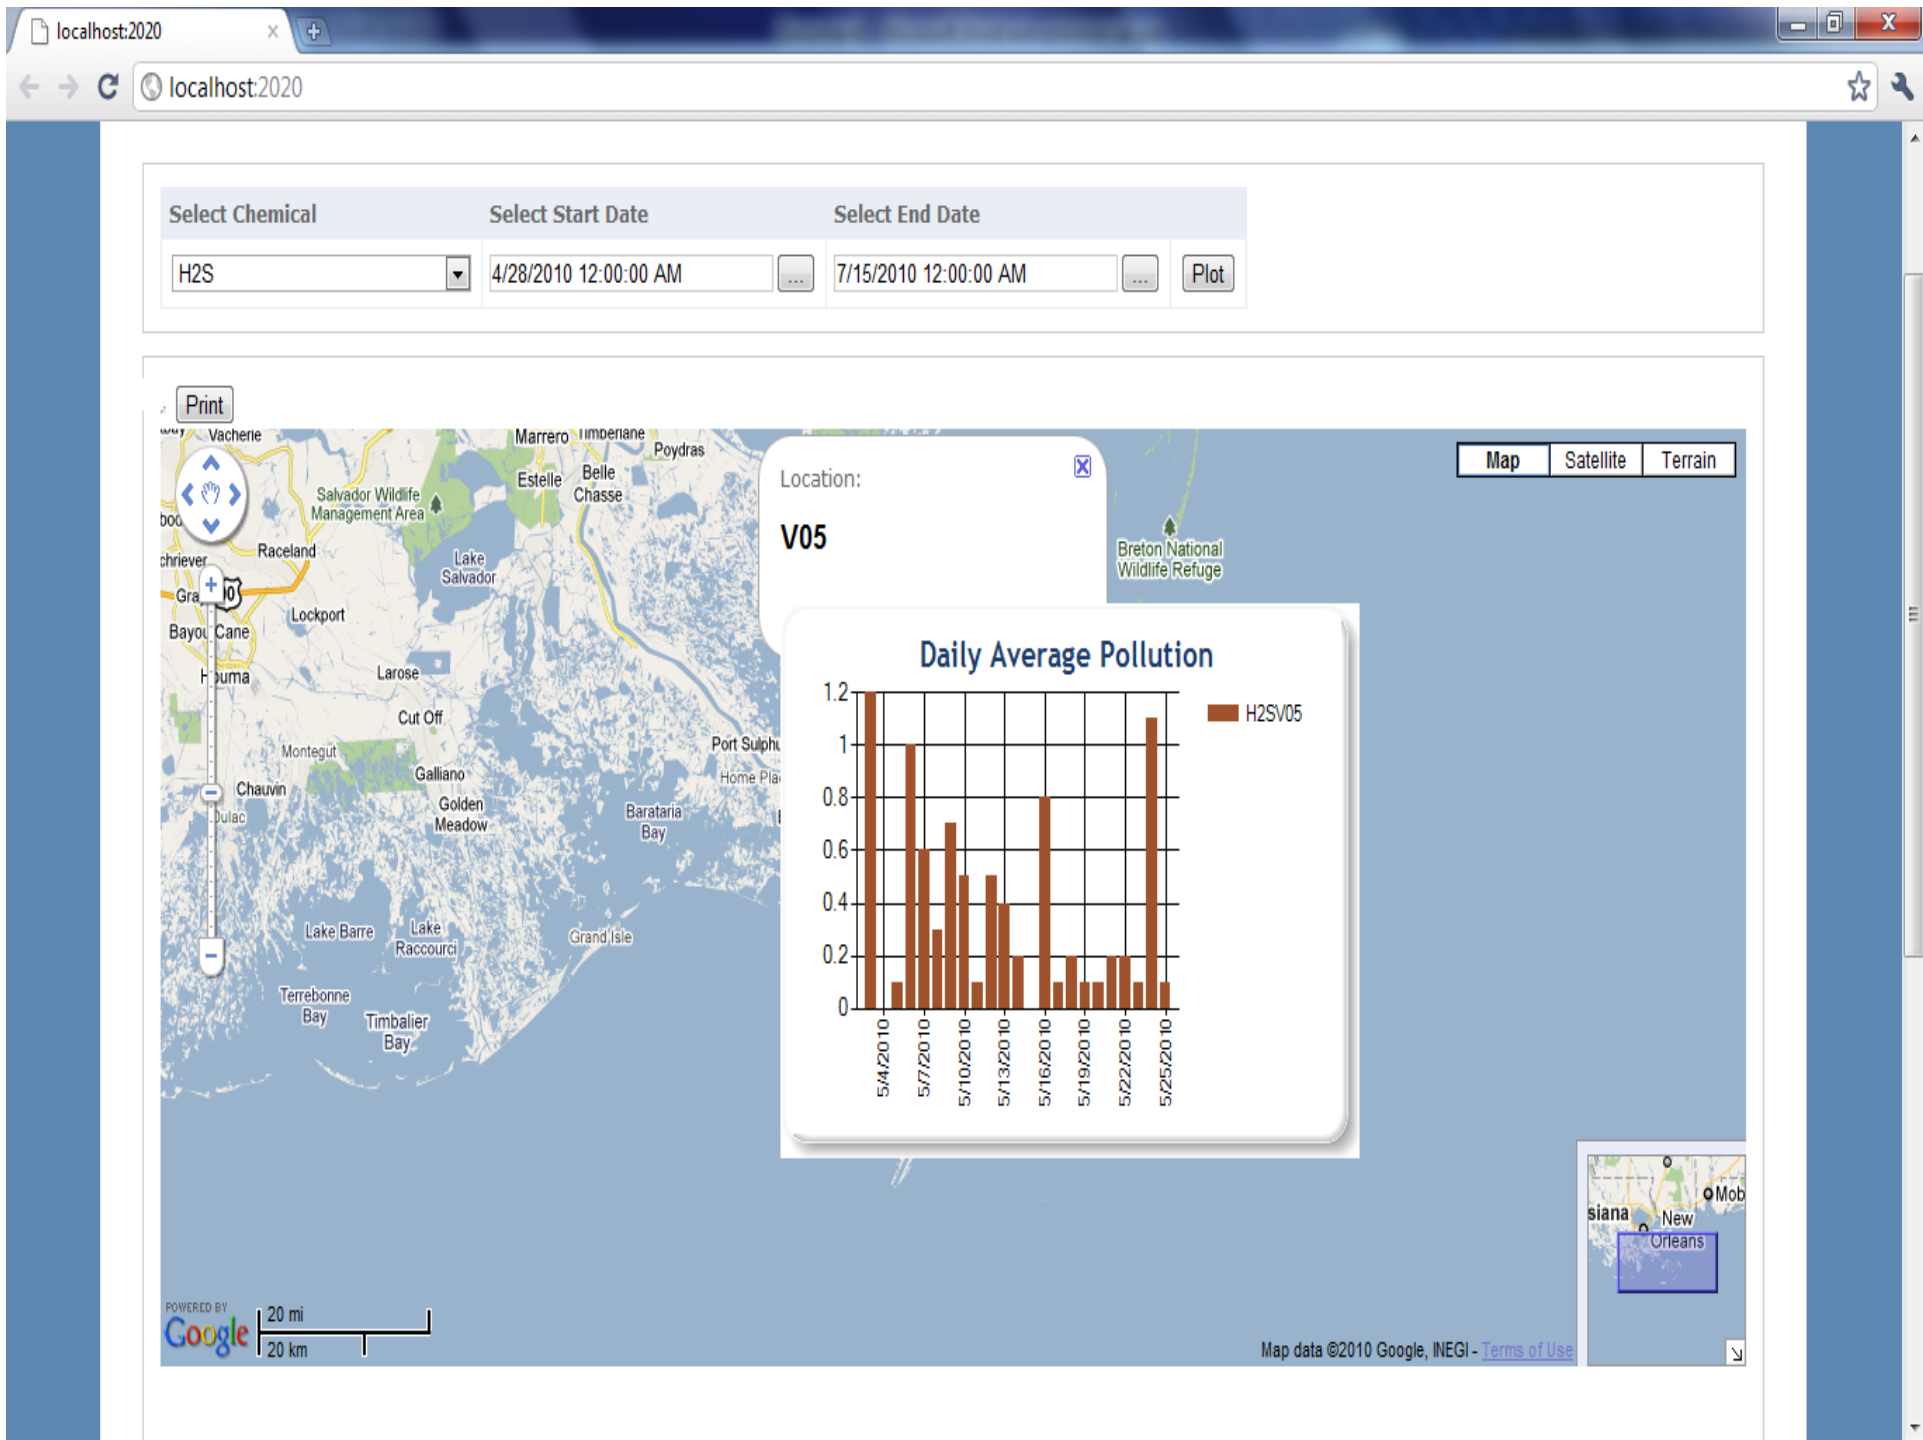 localhost:2020
localhost:2020
Select Chemical Select Start Date Select End Date
H2S 4/28/2010 12:00:00 AM ... 7/15/2010 12:00:00 AM ... Plot
Print
Vacherie
Marrero Timberlane
Poydras
Estelle Belle
Chasse
Salvador Wildlife
Management Area
Raceland
Lake
Salvador
Lockport
Larose
Cut Off
Montegut
Chauvin
Galliano
Golden
Meadow
Barataria
Bay
Lake Barre
Lake
Raccourci
Grand Isle
Terrebonne
Bay
Timbalier
Bay
Location:
V05
Breton National
Wildlife Refuge
Map Satellite Terrain
Daily Average Pollution
H2SV05
1.2
1
0.8
0.6
0.4
0.2
0
5/4/2010
5/7/2010
5/10/2010
5/13/2010
5/16/2010
5/19/2010
5/22/2010
5/25/2010
Mob
siana
New
Orleans
POWERED BY
Google
20 mi
20 km
Map data ©2010 Google, INEGI - Terms of Use